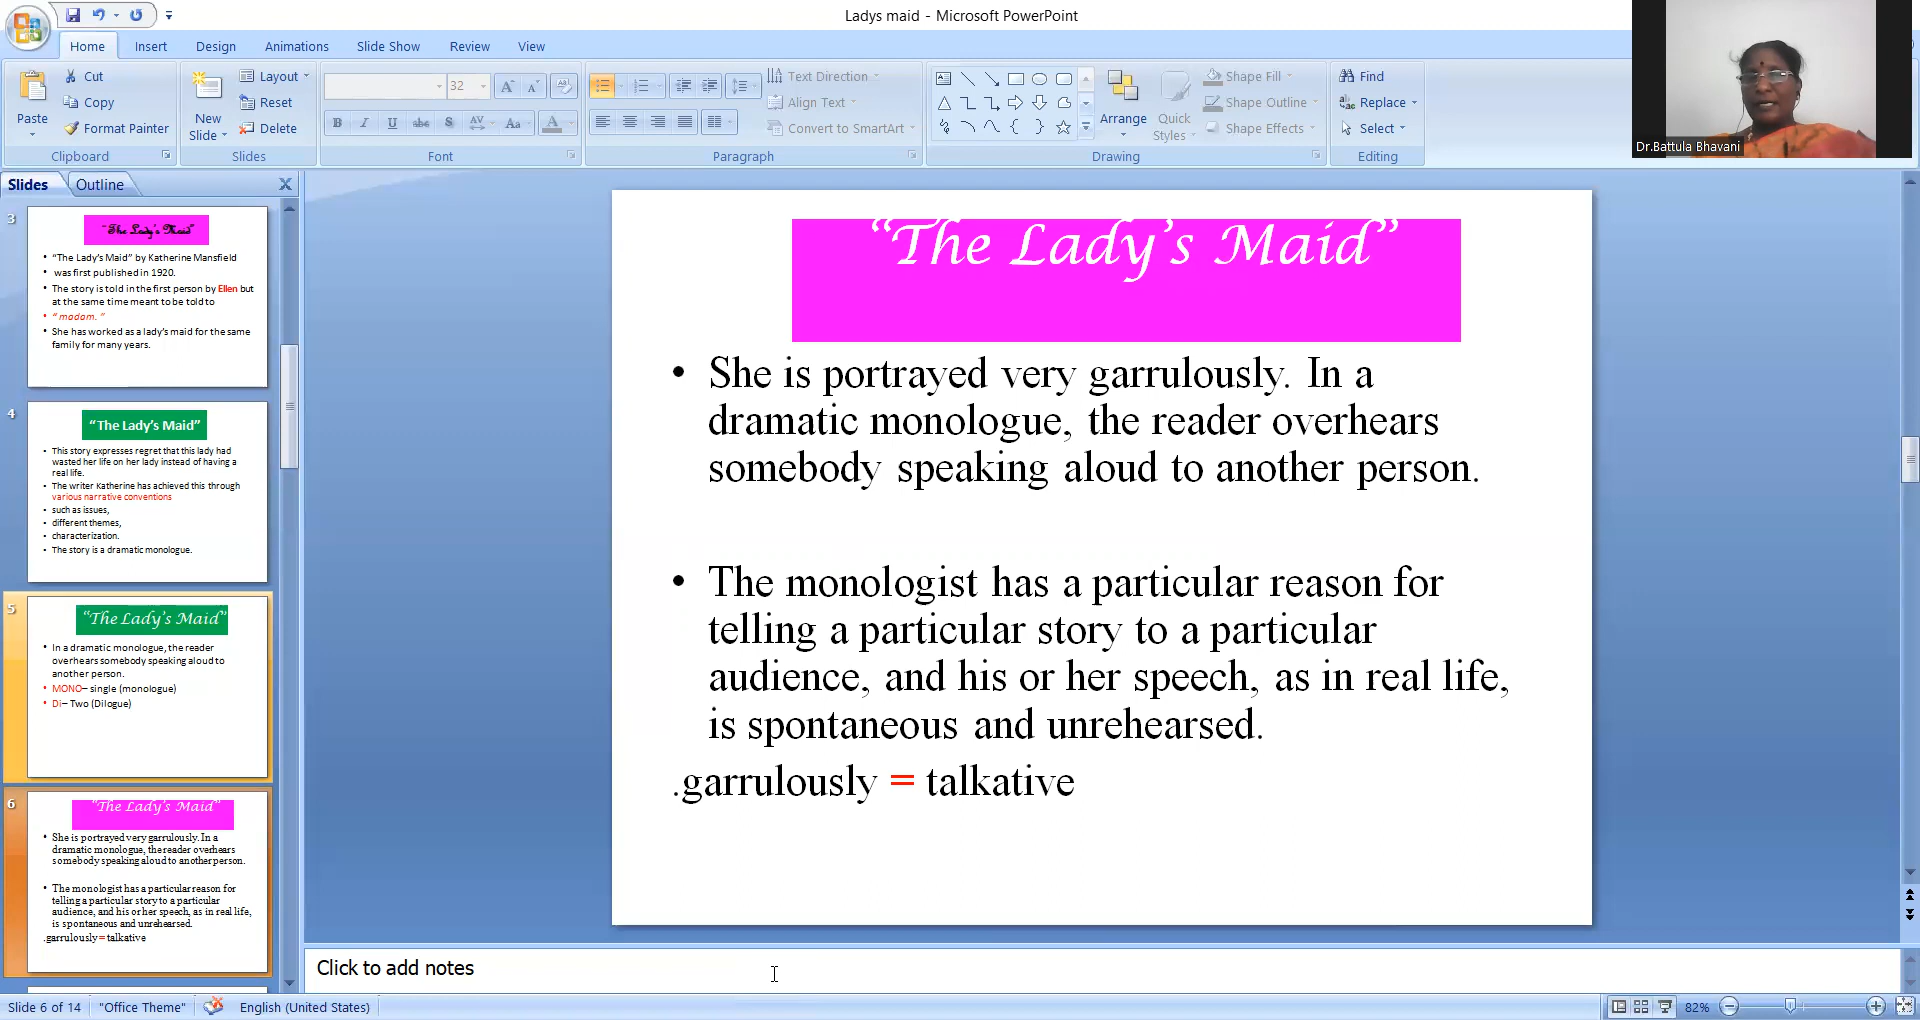 Ladys maid - Microsoft PowerPoint
Home Insert Design Animations Slide Show Review View
Paste
Cut
Copy
Format Painter
Clipboard
New Slide
Layout
Reset
Delete
Slides
32
B I U abc S AV Aa A
Font
Text Direction
Align Text
Convert to SmartArt
Paragraph
Arrange
Quick Styles
Shape Fill
Shape Outline
Shape Effects
Drawing
Find
Replace
Select
Editing
Dr.Battula Bhavani
Slides Outline
3
"The Lady's Maid"
• "The Lady's Maid" by Katherine Mansfield
• was first published in 1920.
• The story is told in the first person by Ellen but
at the same time meant to be told to
• " madam. "
• She has worked as a lady's maid for the same
family for many years.
4
"The Lady's Maid"
• This story expresses regret that this lady had
wasted her life on her lady instead of having a
real life.
• The writer Katherine has achieved this through
various narrative conventions
• such as issues,
• different themes,
• characterization.
• The story is a dramatic monologue.
5
"The Lady's Maid"
• In a dramatic monologue, the reader
overhears somebody speaking aloud to
another person.
• MONO– single (monologue)
• Di– Two (Dilogue)
6
"The Lady's Maid"
• She is portrayed very garrulously. In a
dramatic monologue, the reader overhears
somebody speaking aloud to another person.
• The monologist has a particular reason for
telling a particular story to a particular
audience, and his or her speech, as in real life,
is spontaneous and unrehearsed.
.garrulously = talkative
"The Lady's Maid"
• She is portrayed very garrulously. In a
dramatic monologue, the reader overhears
somebody speaking aloud to another person.
• The monologist has a particular reason for
telling a particular story to a particular
audience, and his or her speech, as in real life,
is spontaneous and unrehearsed.
.garrulously = talkative
Click to add notes
Slide 6 of 14 "Office Theme" English (United States) 82%